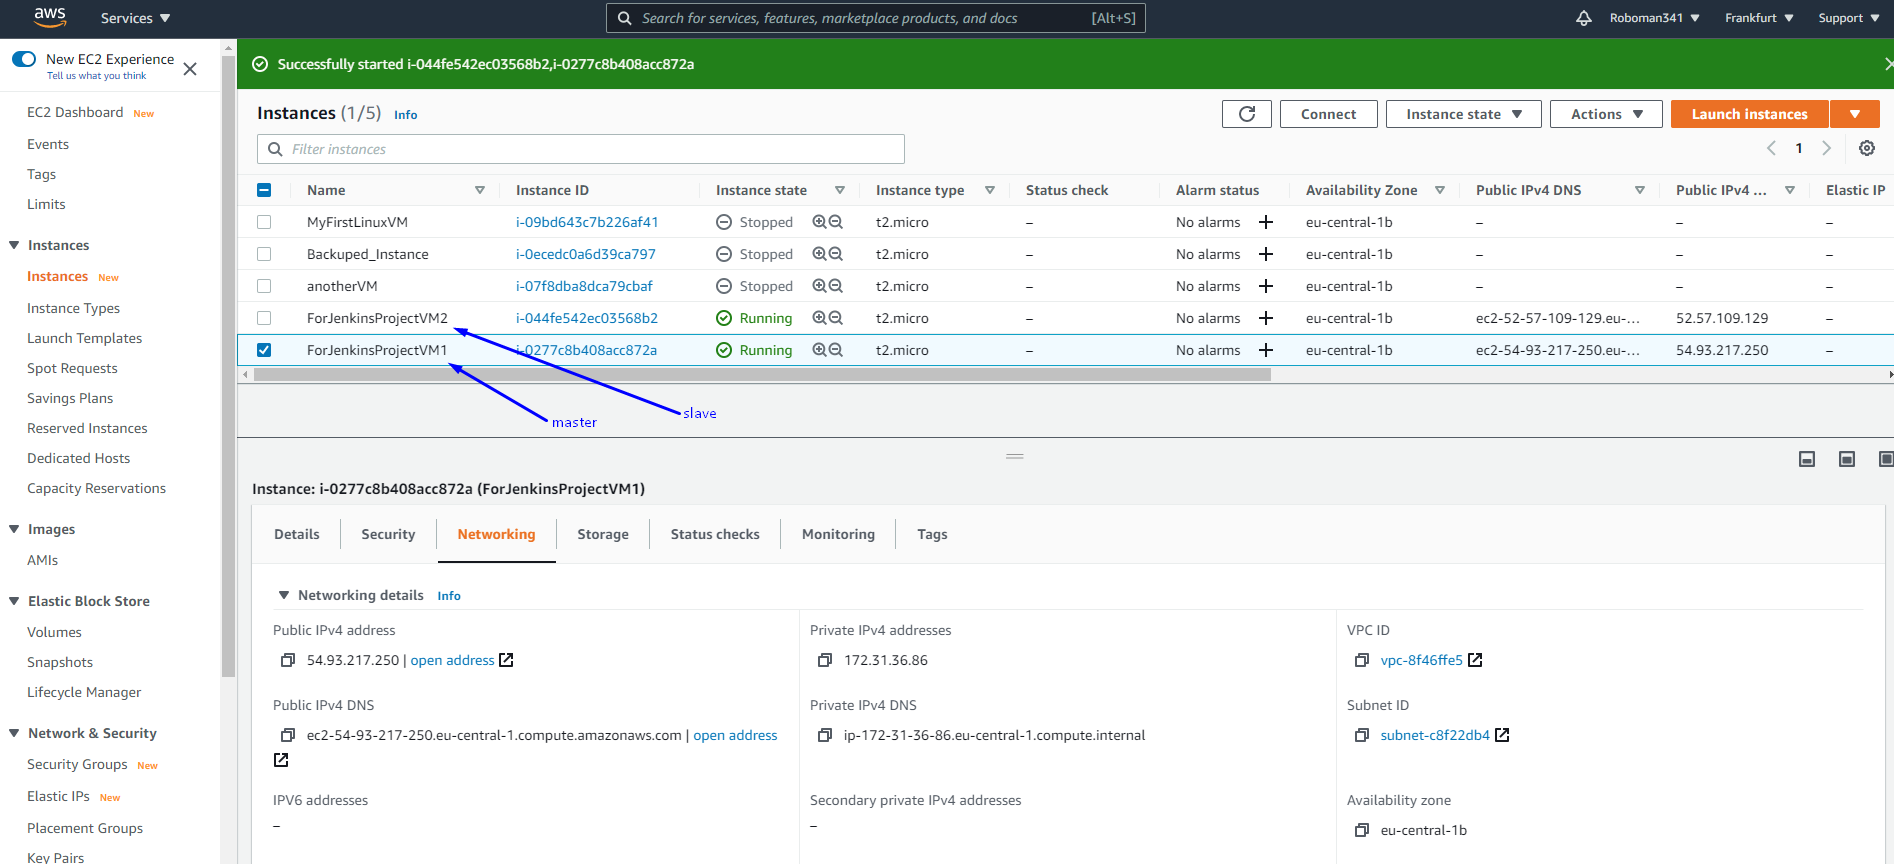 aws Services Search for services, features, marketplace products, and docs [Alt+S] Roboman341 Frankfurt Support
New EC2 Experience
Tell us what you think
EC2 Dashboard New
Events
Tags
Limits
Instances
Instances New
Instance Types
Launch Templates
Spot Requests
Savings Plans
Reserved Instances
Dedicated Hosts
Capacity Reservations
Images
AMIs
Elastic Block Store
Volumes
Snapshots
Lifecycle Manager
Network & Security
Security Groups New
Elastic IPs New
Placement Groups
Key Pairs
Successfully started i-044fe542ec03568b2,i-0277c8b408acc872a
Instances (1/5) Info Connect Instance state Actions Launch instances
Filter instances 1
Name Instance ID Instance state Instance type Status check Alarm status Availability Zone Public IPv4 DNS Public IPv4 ... Elastic IP
MyFirstLinuxVM i-09bd643c7b226af41 Stopped t2.micro – No alarms + eu-central-1b – – –
Backuped_Instance i-0ecedc0a6d39ca797 Stopped t2.micro – No alarms + eu-central-1b – – –
anotherVM i-07f8dba8dca79cbaf Stopped t2.micro – No alarms + eu-central-1b – – –
ForJenkinsProjectVM2 i-044fe542ec03568b2 Running t2.micro – No alarms + eu-central-1b ec2-52-57-109-129.eu-... 52.57.109.129 –
ForJenkinsProjectVM1 i-0277c8b408acc872a Running t2.micro – No alarms + eu-central-1b ec2-54-93-217-250.eu-... 54.93.217.250 –
slave
master
Instance: i-0277c8b408acc872a (ForJenkinsProjectVM1)
Details Security Networking Storage Status checks Monitoring Tags
Networking details Info
Public IPv4 address Private IPv4 addresses VPC ID
54.93.217.250 | open address 172.31.36.86 vpc-8f46ffe5
Public IPv4 DNS Private IPv4 DNS Subnet ID
ec2-54-93-217-250.eu-central-1.compute.amazonaws.com | open address ip-172-31-36-86.eu-central-1.compute.internal subnet-c8f22db4
IPV6 addresses Secondary private IPv4 addresses Availability zone
– – eu-central-1b